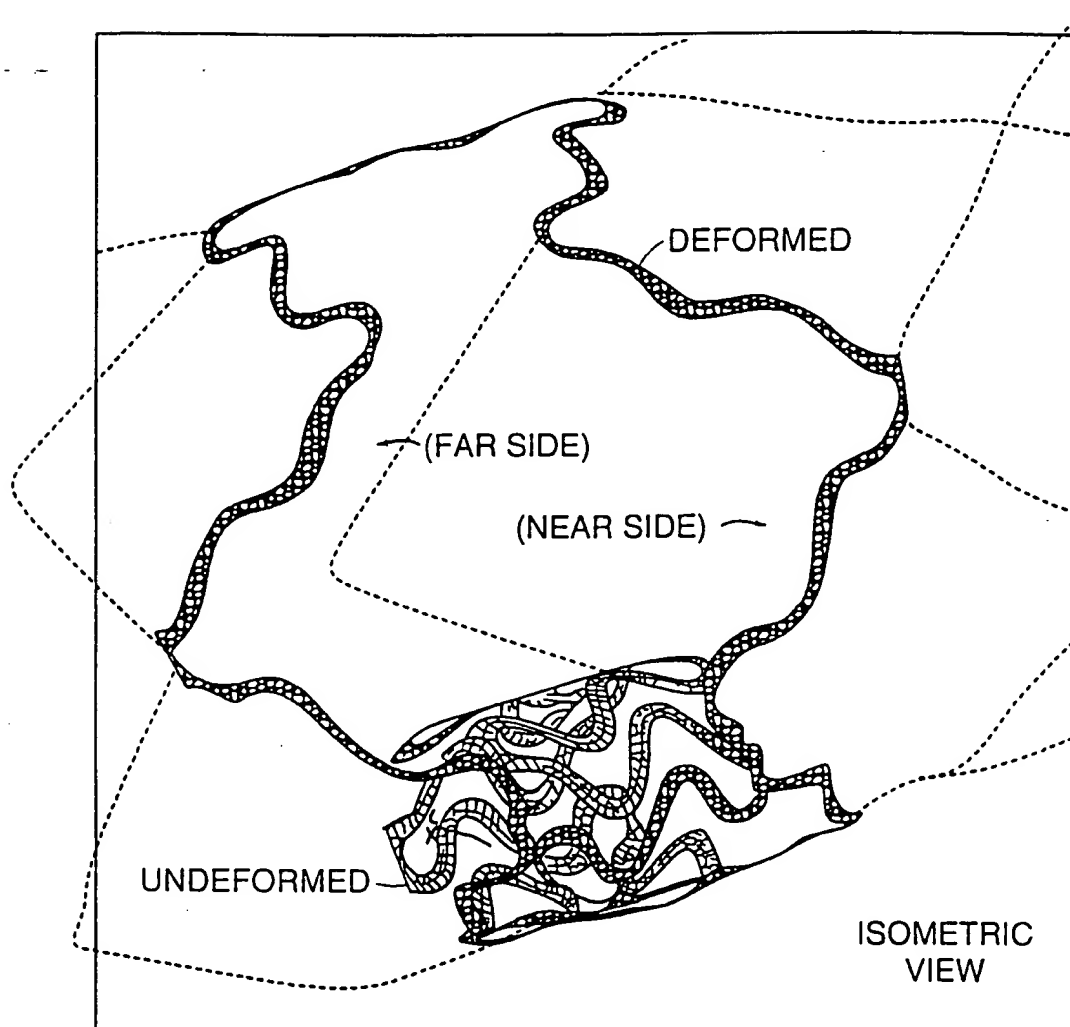 DEFORMED
(FAR SIDE)
(NEAR SIDE)
UNDEFORMED
ISOMETRIC
VIEW